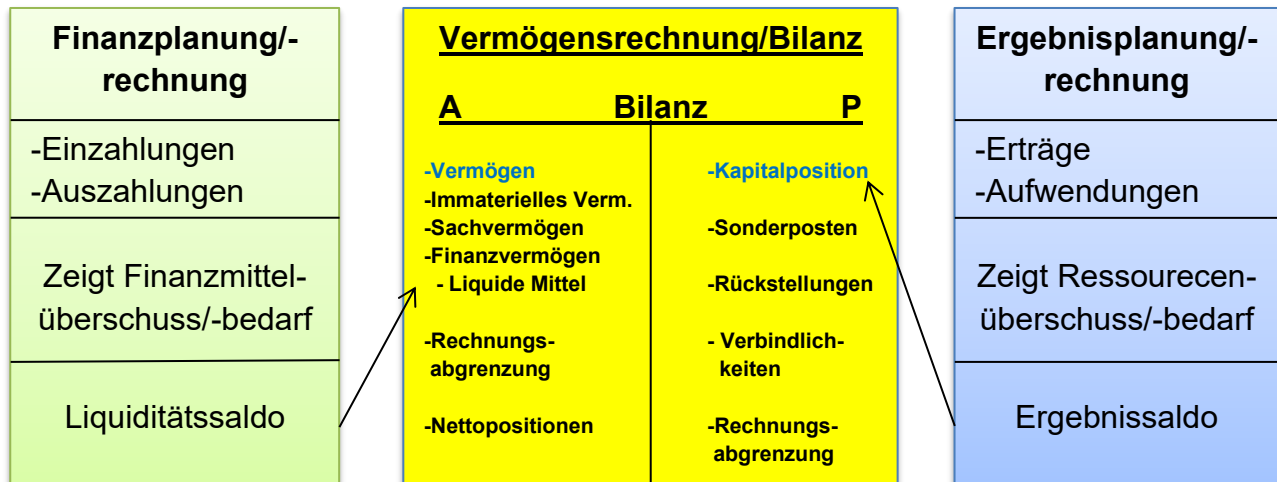 Finanzplanung/-
rechnung
-Einzahlungen
-Auszahlungen
Zeigt Finanzmittel-
überschuss/-bedarf
Liquiditätssaldo
Vermögensrechnung/Bilanz
A Bilanz P
-Vermögen
-Immaterielles Verm.
-Sachvermögen
-Finanzvermögen
- Liquide Mittel
-Rechnungs-
abgrenzung
-Nettopositionen
-Kapitalposition
-Sonderposten
-Rückstellungen
- Verbindlich-
keiten
-Rechnungs-
abgrenzung
Ergebnisplanung/-
rechnung
-Erträge
-Aufwendungen
Zeigt Ressourecen-
überschuss/-bedarf
Ergebnissaldo